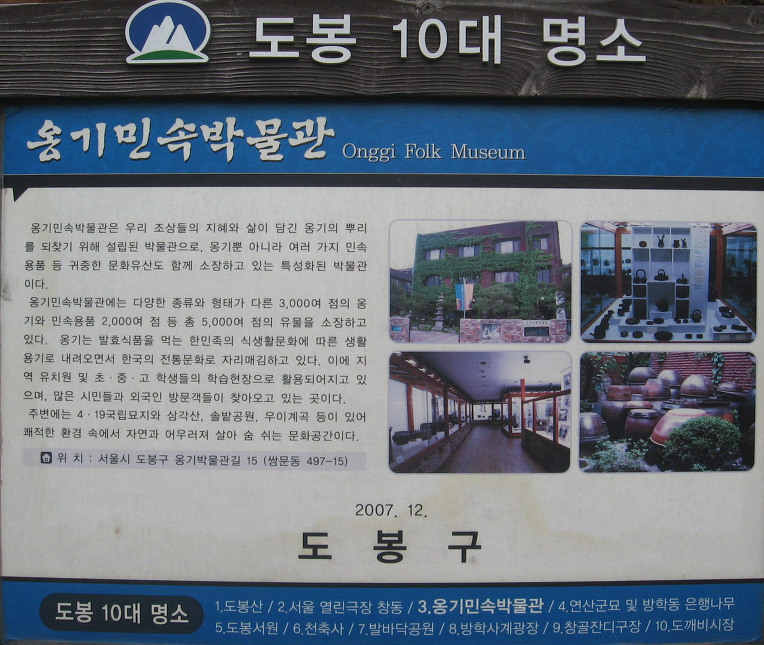 도봉 10대 명소
옹기민속박물관 Onggi Folk Museum
옹기민속박물관은 우리 조상들의 지혜와 삶이 담긴 옹기의 뿌리
를 되찾기 위해 설립된 박물관으로, 옹기뿐 아니라 여러 가지 민속
용품 등 귀중한 문화유산도 함께 소장하고 있는 특성화된 박물관
이다.
옹기민속박물관에는 다양한 종류와 형태가 다른 3,000여 점의 옹
기와 민속용품 2,000여 점 등 총 5,000여 점의 유물을 소장하고
있다. 옹기는 발효식품을 먹는 한민족의 식생활문화에 따른 생활
용기로 내려오면서 한국의 전통문화로 자리매김하고 있다. 이에 지
역 유치원 및 초·중·고 학생들의 학습현장으로 활용되어지고 있
으며, 많은 시민들과 외국인 방문객들이 찾아오고 있는 곳이다.
주변에는 4·19국립묘지와 삼각산, 솔밭공원, 우이계곡 등이 있어
쾌적한 환경 속에서 자연과 어우러져 살아 숨 쉬는 문화공간이다.
위 치 : 서울시 도봉구 옹기박물관길 15 (쌍문동 497-15)
2007. 12.
도 봉 구
도봉 10대 명소
1.도봉산 / 2.서울 열린극장 창동 / 3.옹기민속박물관 / 4.연산군묘 및 방학동 은행나무
5.도봉서원 / 6.천축사 / 7.발바닥공원 / 8.방학사계광장 / 9.창골잔디구장 / 10.도깨비시장